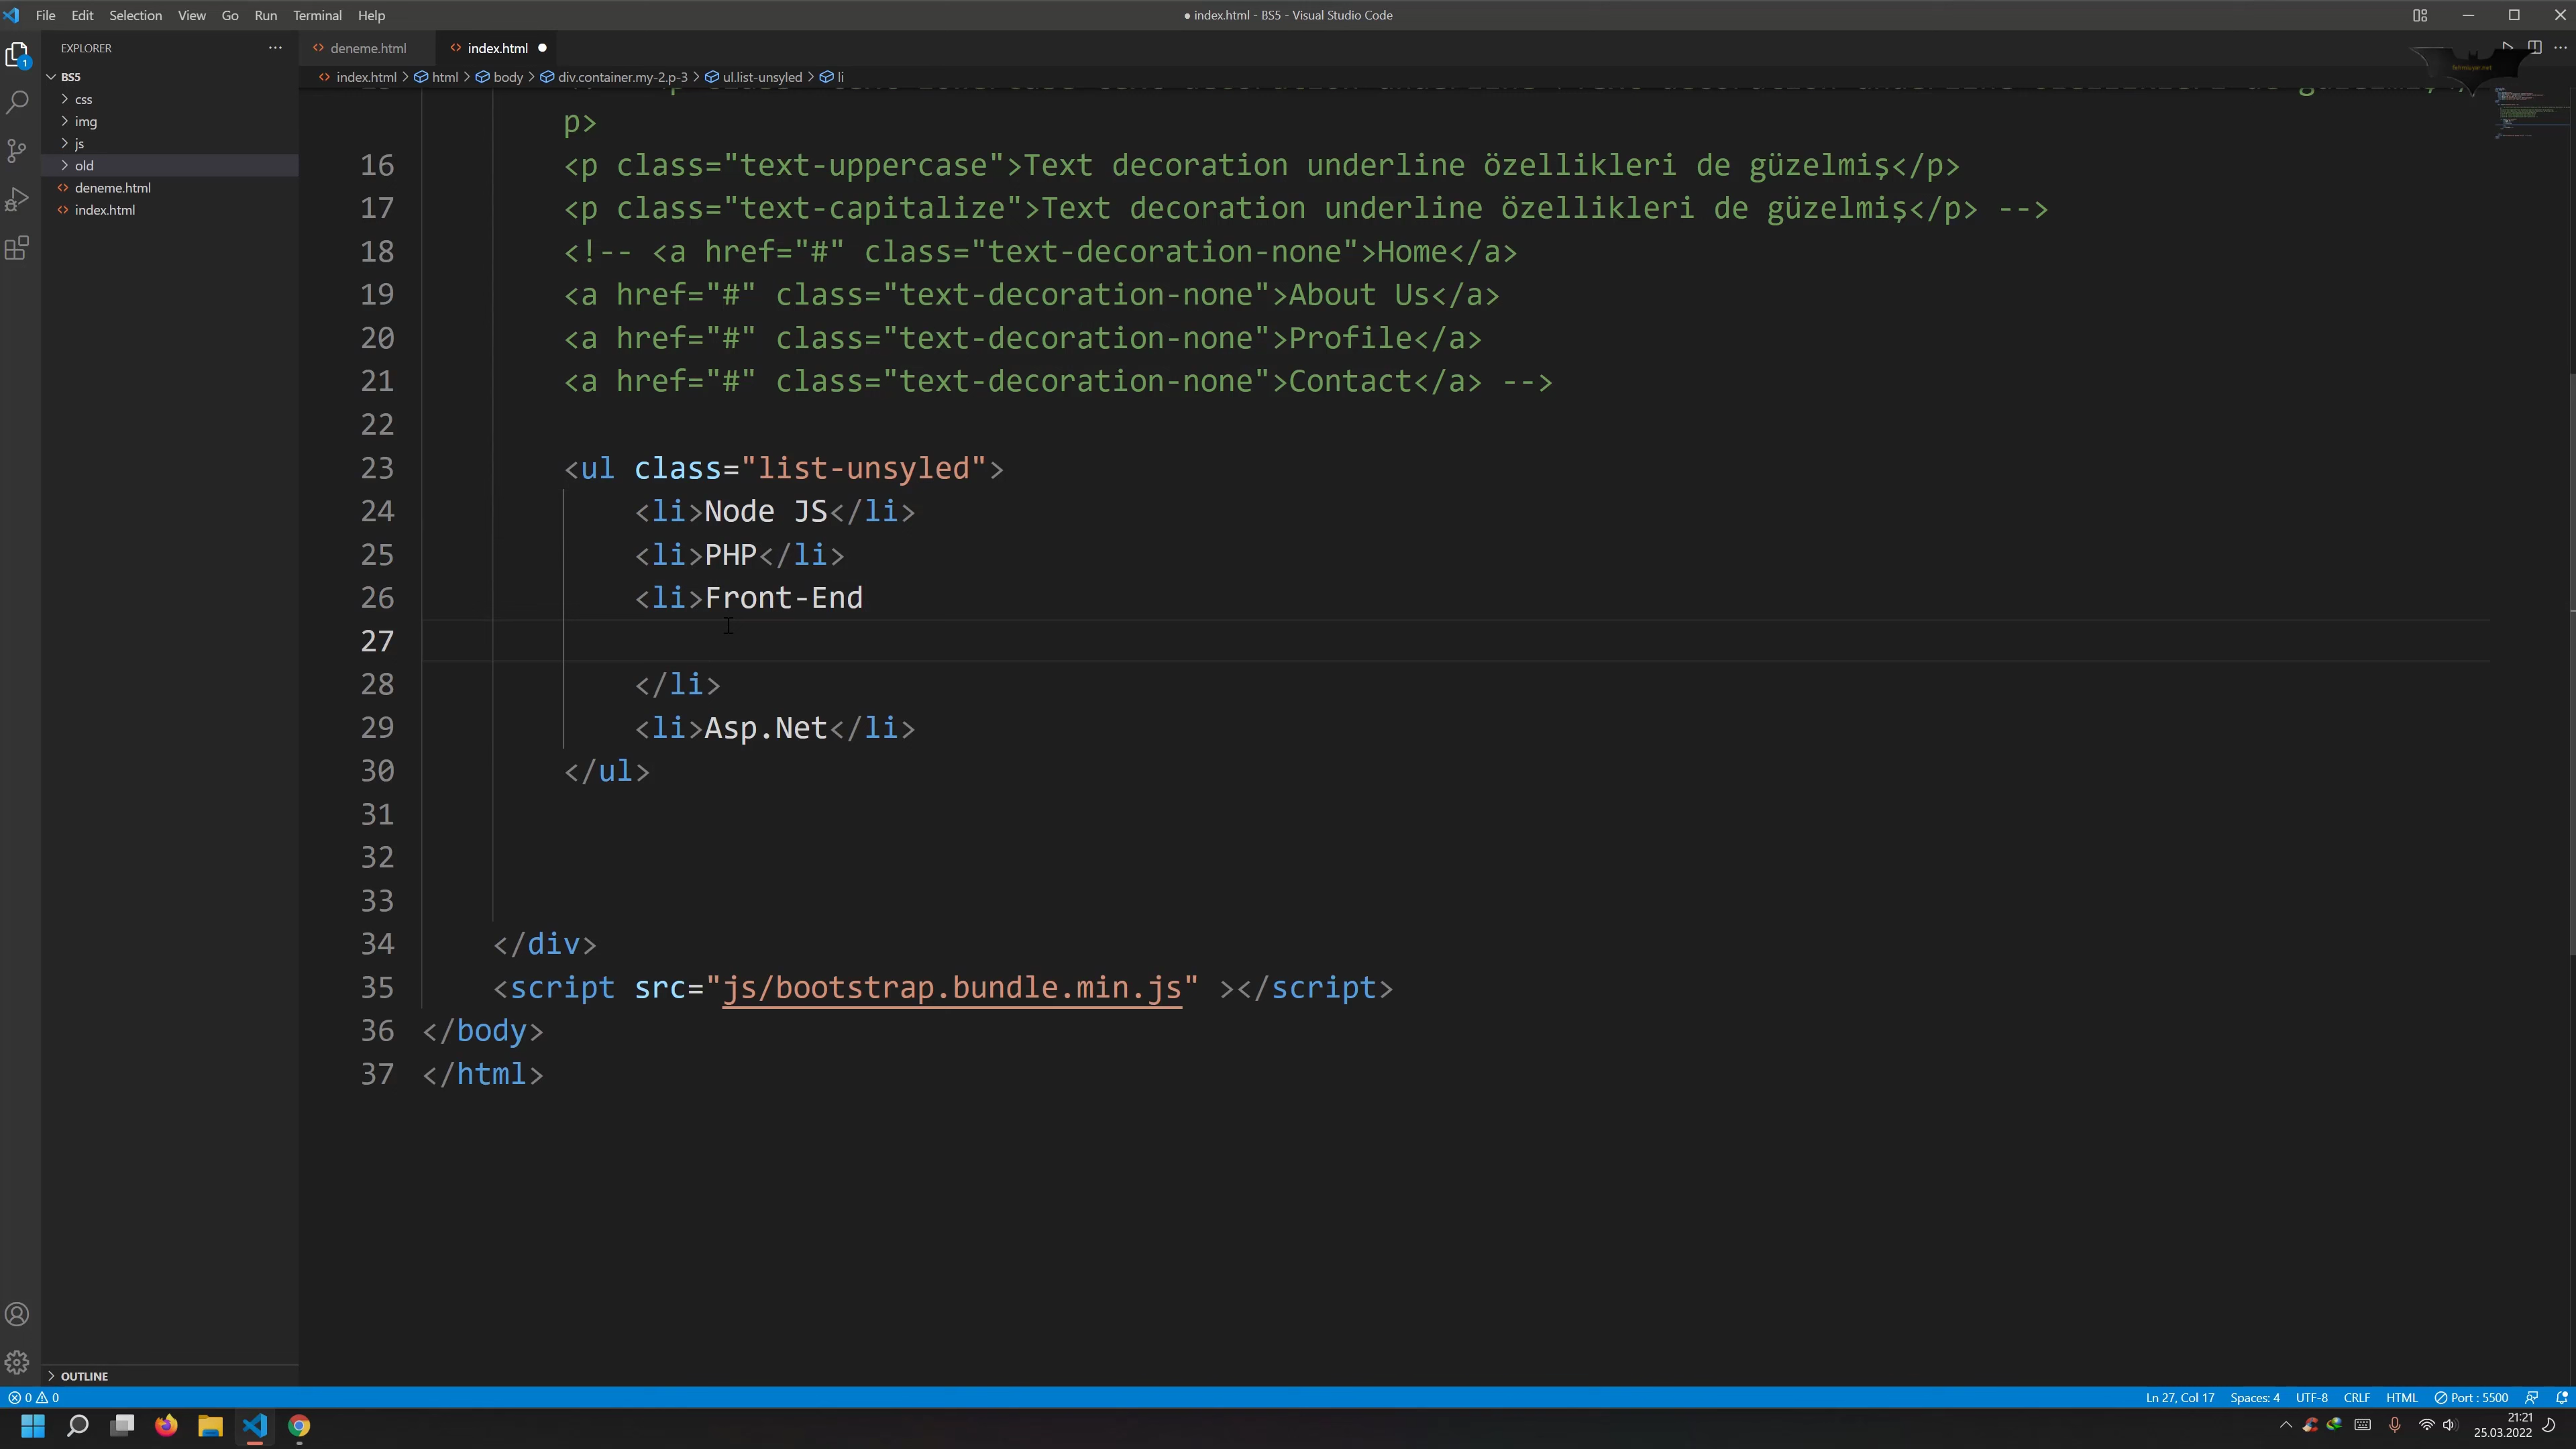 File Edit Selection View Go Run Terminal Help
● index.html - BS5 - Visual Studio Code
EXPLORER
deneme.html
index.html
index.html > html > body > div.container.my-2.p-3 > ul.list-unsyled > li
1
BS5
css
img
js
old
deneme.html
index.html
p>
16 <p class="text-uppercase">Text decoration underline özellikleri de güzelmiş</p>
17 <p class="text-capitalize">Text decoration underline özellikleri de güzelmiş</p> -->
18 <!-- <a href="#" class="text-decoration-none">Home</a>
19 <a href="#" class="text-decoration-none">About Us</a>
20 <a href="#" class="text-decoration-none">Profile</a>
21 <a href="#" class="text-decoration-none">Contact</a> -->
22
23 <ul class="list-unsyled">
24 <li>Node JS</li>
25 <li>PHP</li>
26 <li>Front-End
27
28 </li>
29 <li>Asp.Net</li>
30 </ul>
31
32
33
34 </div>
35 <script src="js/bootstrap.bundle.min.js" ></script>
36 </body>
37 </html>
OUTLINE
0 0
Ln 27, Col 17 Spaces: 4 UTF-8 CRLF HTML Port : 5500
21:21
25.03.2022